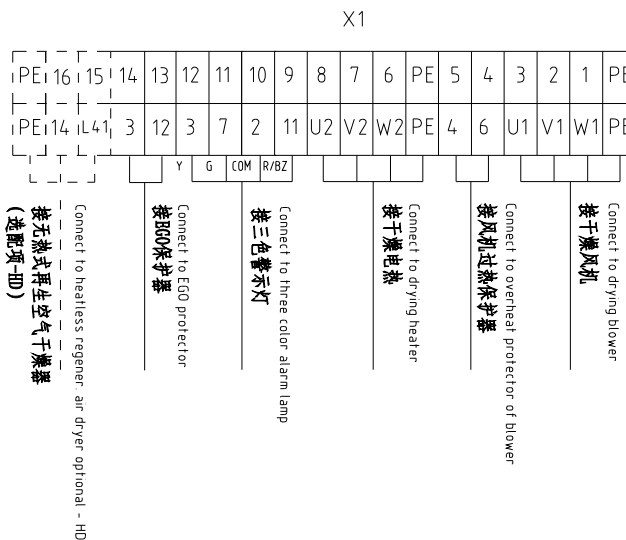 X1
PE 16 15 14 13 12 11 10 9 8 7 6 PE 5 4 3 2 1 PE
PE 14 L41 3 12 3 7 2 11 U2 V2 W2 PE 4 6 U1 V1 W1 PE
Y G COM R/BZ
Connect to drying blower
接干燥风机
Connect to overheat protector of blower
接风机过热保护器
Connect to drying heater
接干燥电热
Connect to three color alarm lamp
接三色警示灯
Connect to EGO protector
接EGO保护器
Connect to heatless regener. air dryer optional - HD
接无热式再生空气干燥器
(选配项-HD)